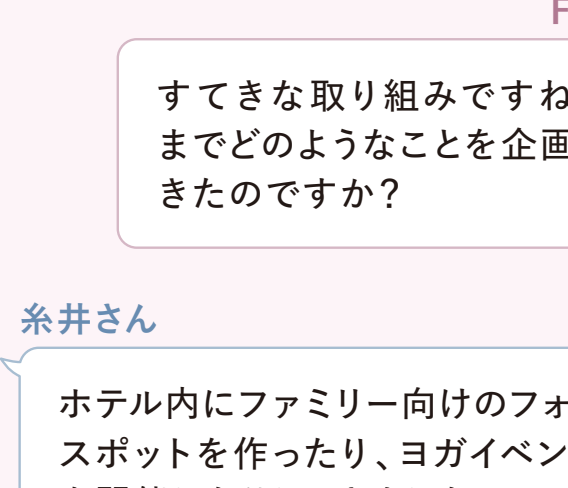 すてきな取り組みですね
までどのようなことを企画
きたのですか？
糸井さん
ホテル内にファミリー向けのフォ
スポットを作ったり、ヨガイベン